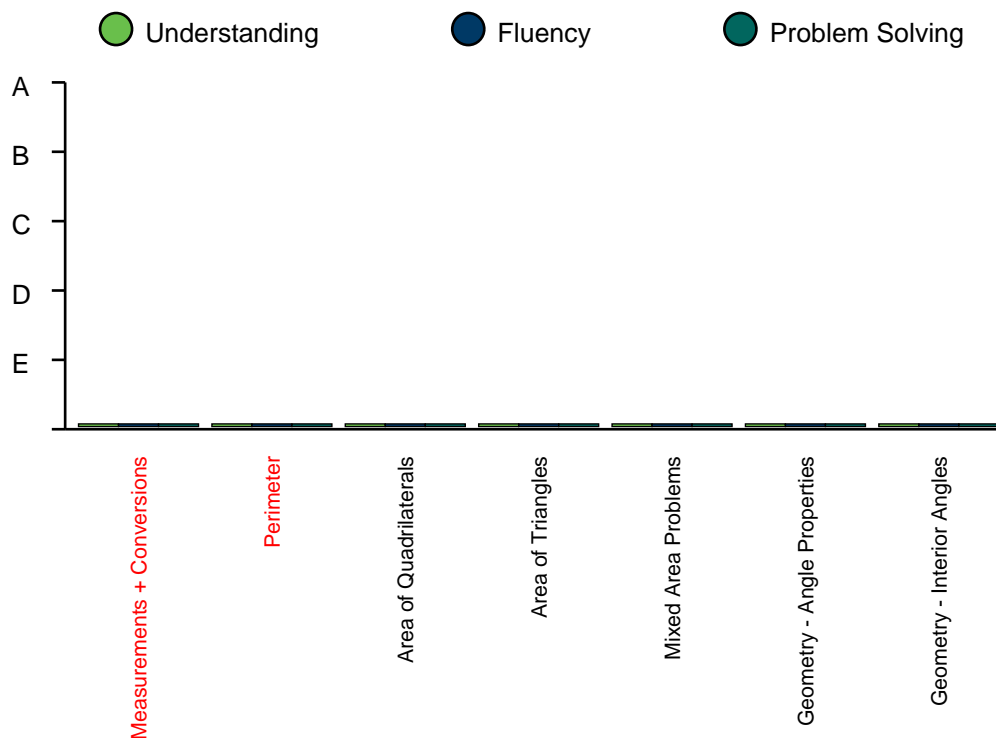 Understanding
Fluency
Problem Solving
A
B
C
D
E
Measurements + Conversions
Perimeter
Area of Quadrilaterals
Area of Triangles
Mixed Area Problems
Geometry - Angle Properties
Geometry - Interior Angles